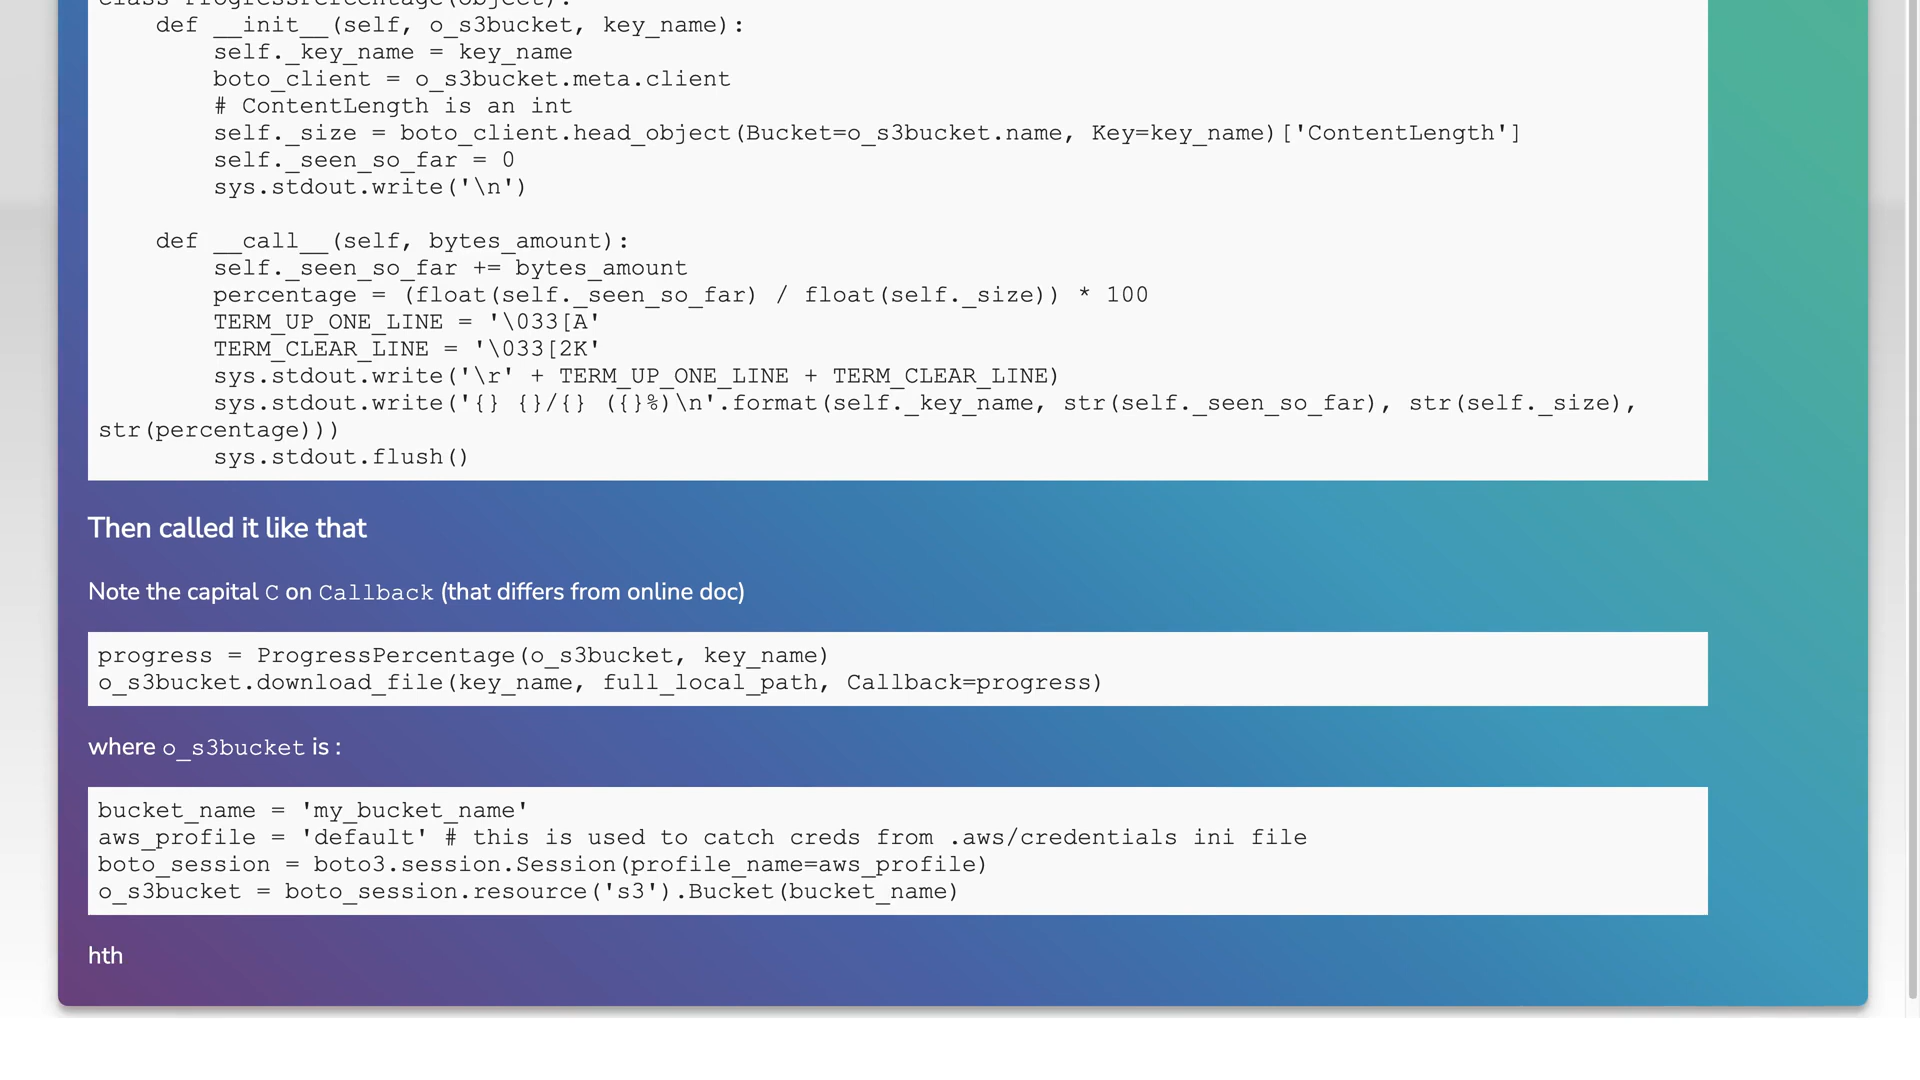 class ProgressPercentage(object):
    def __init__(self, o_s3bucket, key_name):
        self._key_name = key_name
        boto_client = o_s3bucket.meta.client
        # ContentLength is an int
        self._size = boto_client.head_object(Bucket=o_s3bucket.name, Key=key_name)['ContentLength']
        self._seen_so_far = 0
        sys.stdout.write('\n')

    def __call__(self, bytes_amount):
        self._seen_so_far += bytes_amount
        percentage = (float(self._seen_so_far) / float(self._size)) * 100
        TERM_UP_ONE_LINE = '\033[A'
        TERM_CLEAR_LINE = '\033[2K'
        sys.stdout.write('\r' + TERM_UP_ONE_LINE + TERM_CLEAR_LINE)
        sys.stdout.write('{} {}/{} ({}%)\n'.format(self._key_name, str(self._seen_so_far), str(self._size),
str(percentage)))
        sys.stdout.flush()
Then called it like that
Note the capital C on Callback (that differs from online doc)
progress = ProgressPercentage(o_s3bucket, key_name)
o_s3bucket.download_file(key_name, full_local_path, Callback=progress)
where o_s3bucket is :
bucket_name = 'my_bucket_name'
aws_profile = 'default' # this is used to catch creds from .aws/credentials ini file
boto_session = boto3.session.Session(profile_name=aws_profile)
o_s3bucket = boto_session.resource('s3').Bucket(bucket_name)
hth